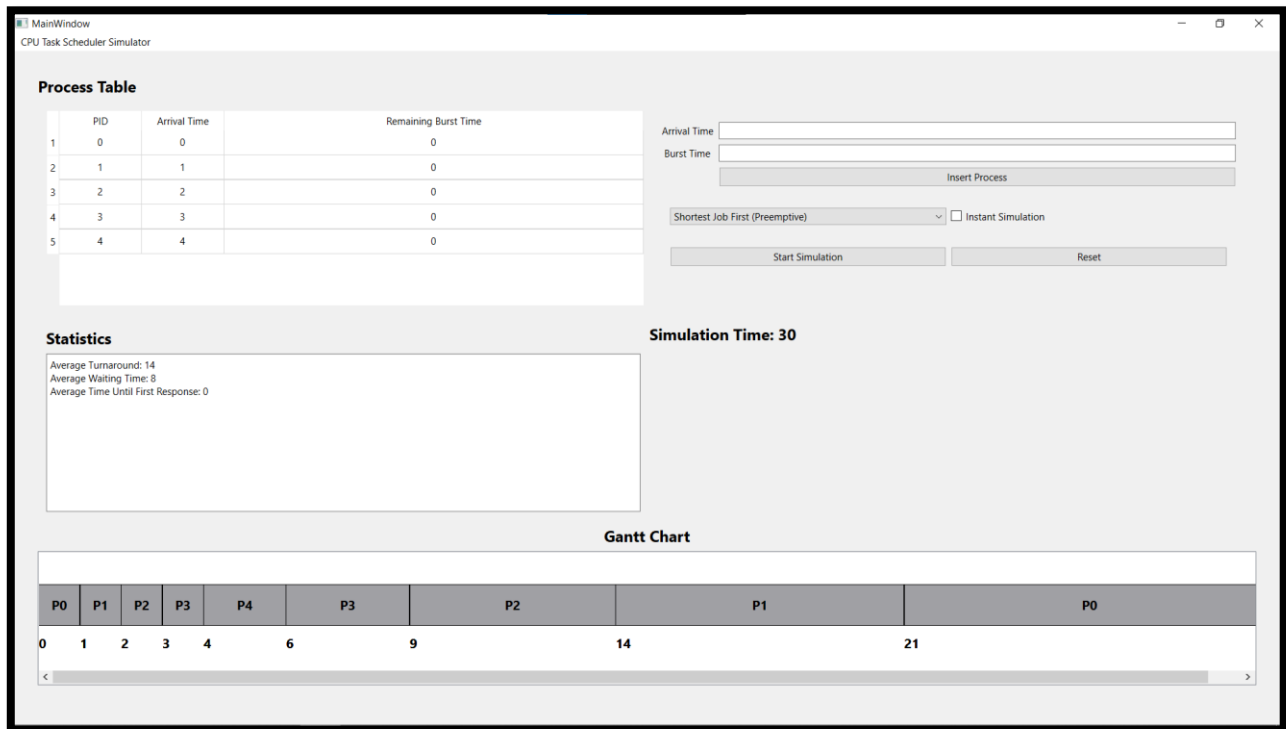 MainWindow
CPU Task Scheduler Simulator
Process Table
PID Arrival Time Remaining Burst Time
1 0 0 0
2 1 1 0
3 2 2 0
4 3 3 0
5 4 4 0
Arrival Time
Burst Time
Insert Process
Shortest Job First (Preemptive) Instant Simulation
Start Simulation Reset
Statistics
Average Turnaround: 14
Average Waiting Time: 8
Average Time Until First Response: 0
Simulation Time: 30
Gantt Chart
P0 P1 P2 P3 P4 P3 P2 P1 P0
0 1 2 3 4 6 9 14 21